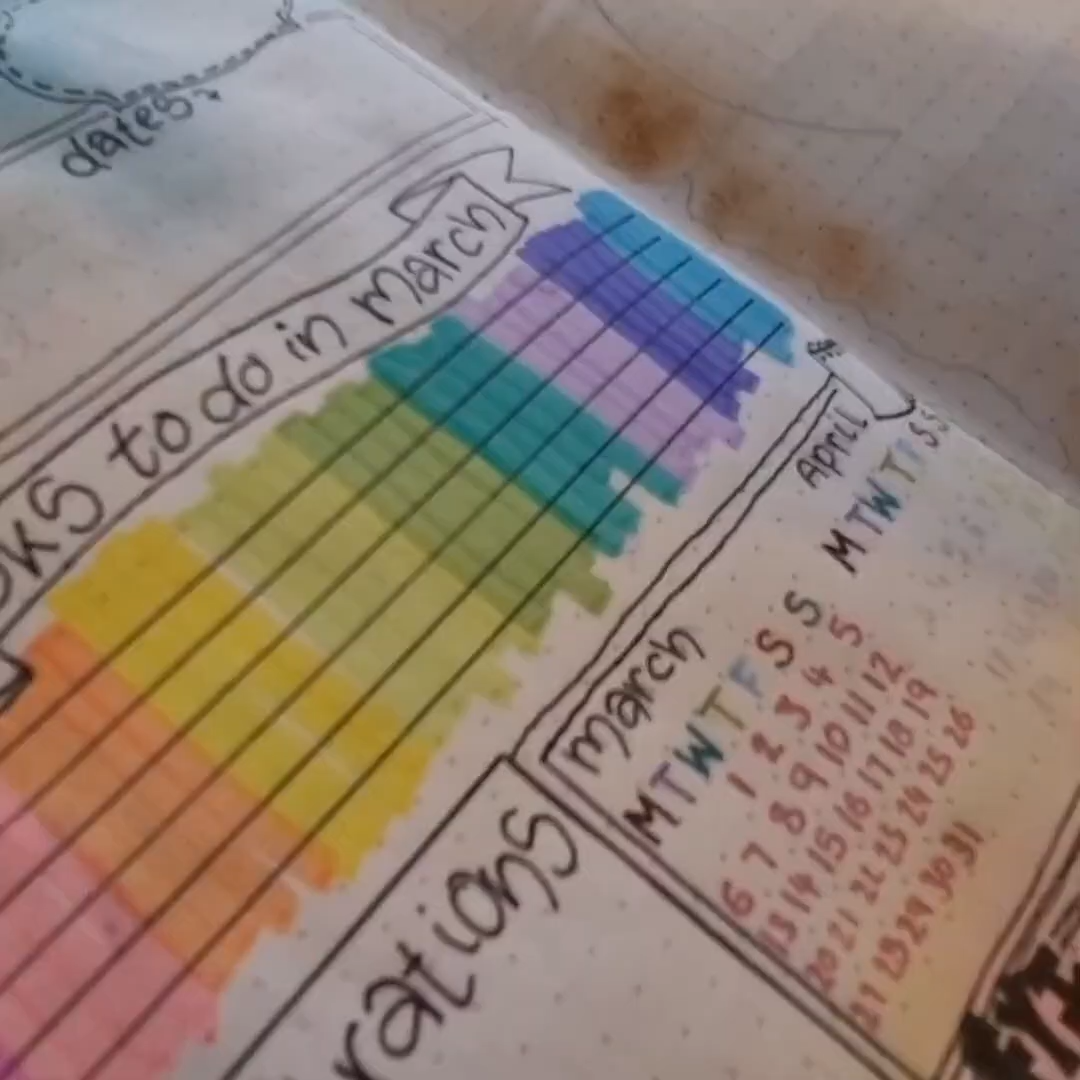 dates:
oks to do in march
April
M T W T F S S
march
M T W T F S S
1 2 3 4 5
6 7 8 9 10 11 12
13 14 15 16 17 18 19
20 21 22 23 24 25 26
27 28 29 30 31
rations